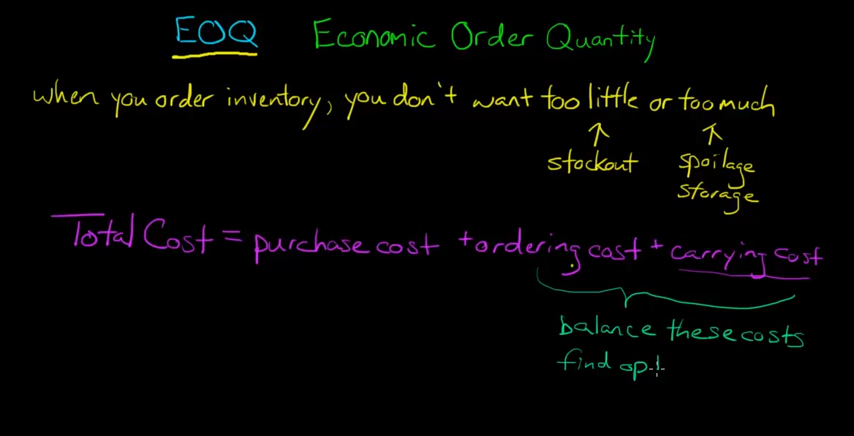 EOQ Economic Order Quantity
when you order inventory, you don't want too little or too much
stockout spoilage
storage
Total Cost = purchase cost + ordering cost + carrying cost
balance these costs
find opt